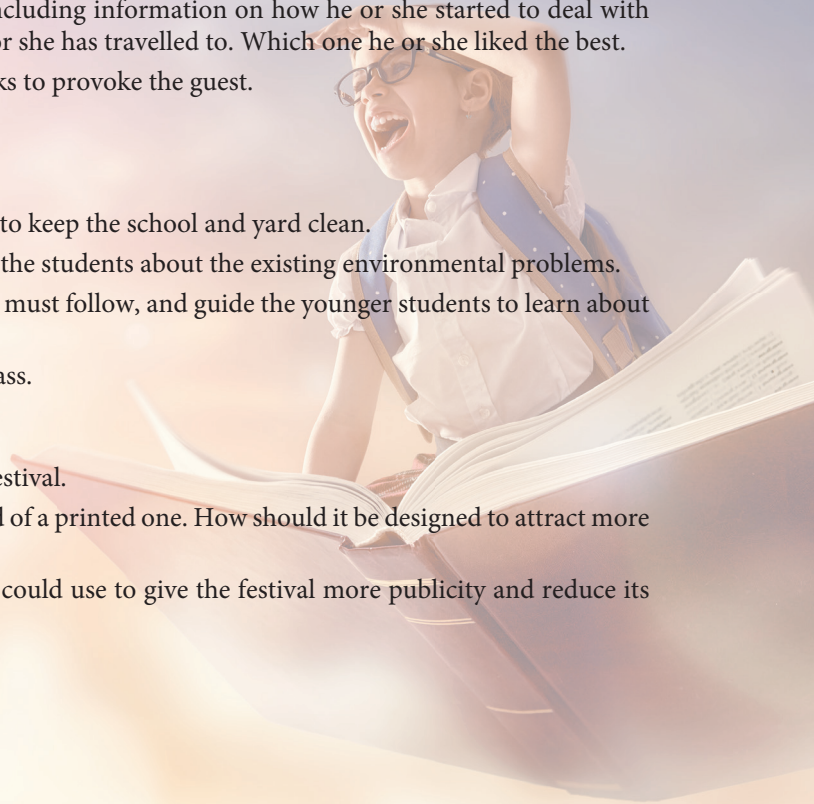 ncluding information on how he or she started to deal with
or she has travelled to. Which one he or she liked the best.
ks to provoke the guest.
to keep the school and yard clean.
the students about the existing environmental problems.
must follow, and guide the younger students to learn about
ass.
estival.
d of a printed one. How should it be designed to attract more
could use to give the festival more publicity and reduce its